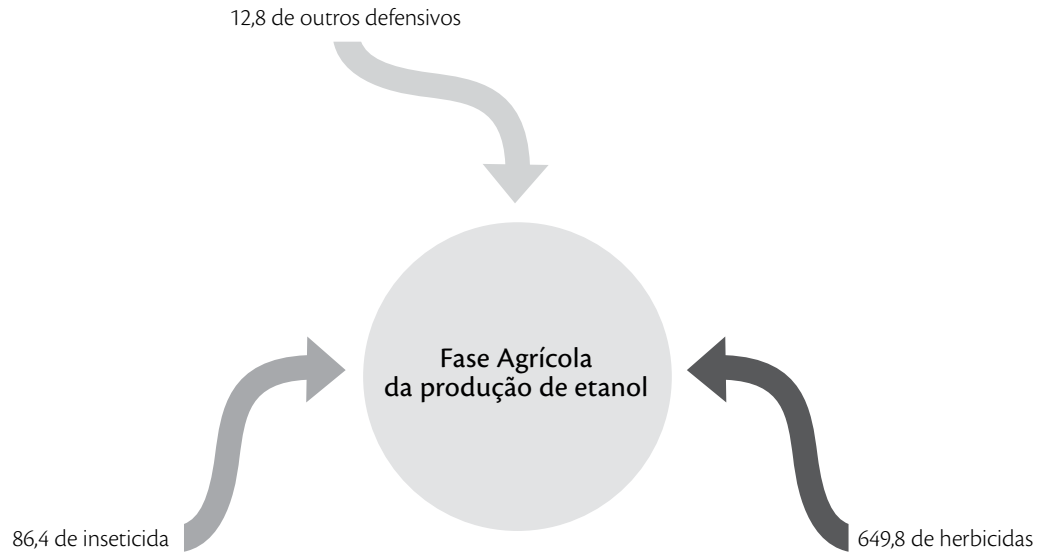 12,8 de outros defensivos
Fase Agrícola
da produção de etanol
86,4 de inseticida
649,8 de herbicidas